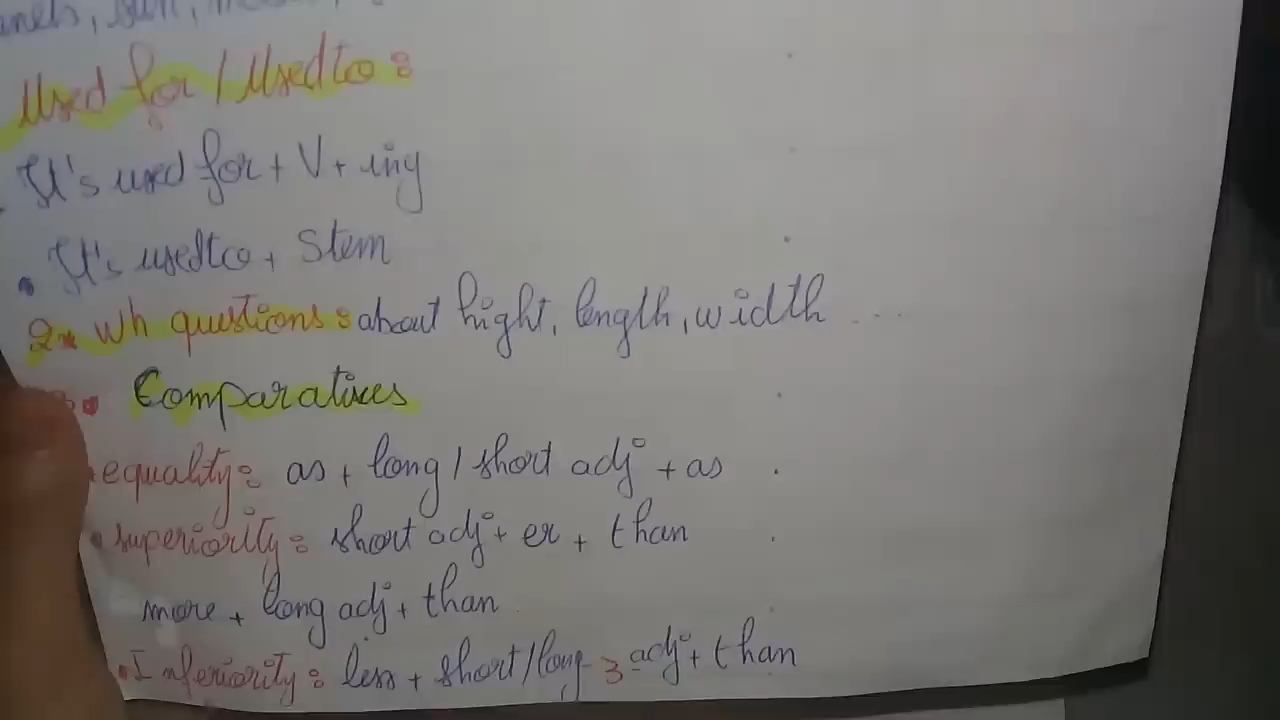 Used for / Used to :
It's used for + V + ing
• It's used to + Stem
2. Wh questions : about hight, length, width ....
3. Comparatives
equality : as + long / short adj + as .
• superiority : short adj + er + than .
more + long adj + than
• Inferiority : less + short/long adj + than